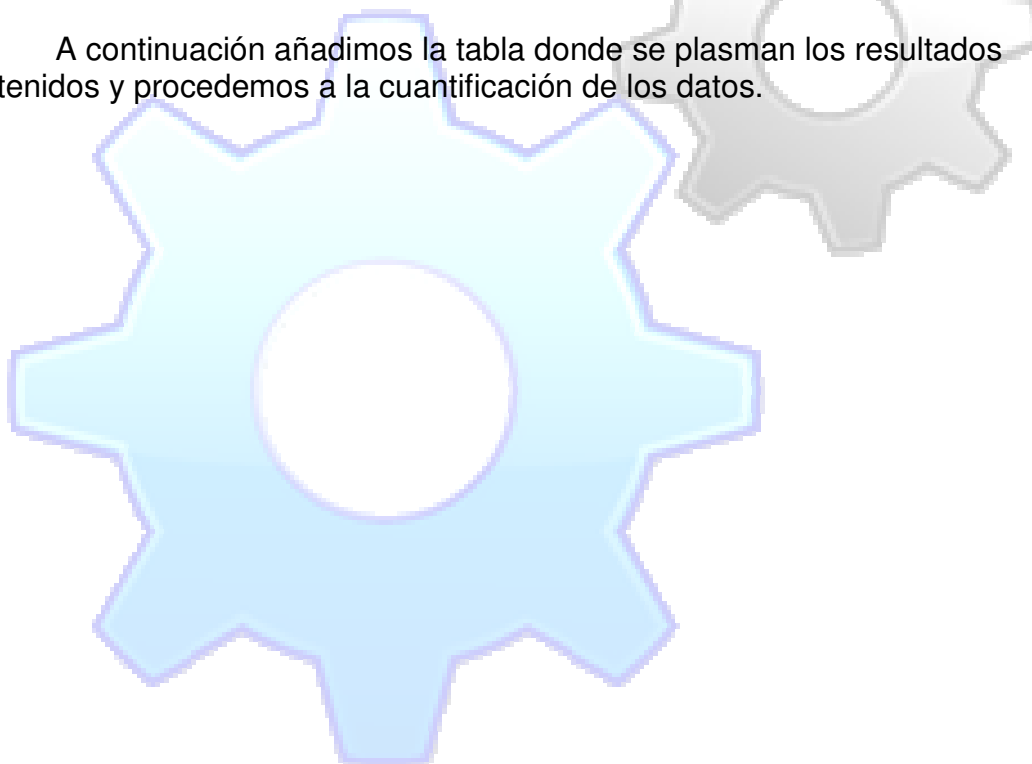 A continuación añadimos la tabla donde se plasman los resultados
tenidos y procedemos a la cuantificación de los datos.